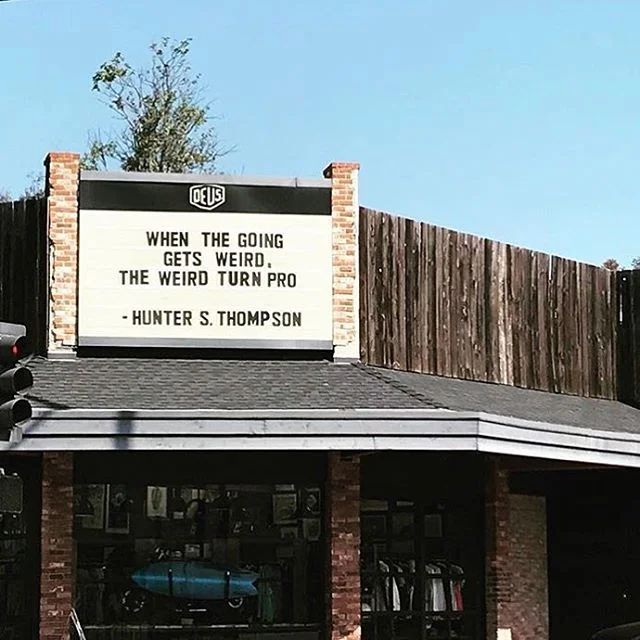 DEUS
WHEN THE GOING
GETS WEIRD,
THE WEIRD TURN PRO
- HUNTER S. THOMPSON